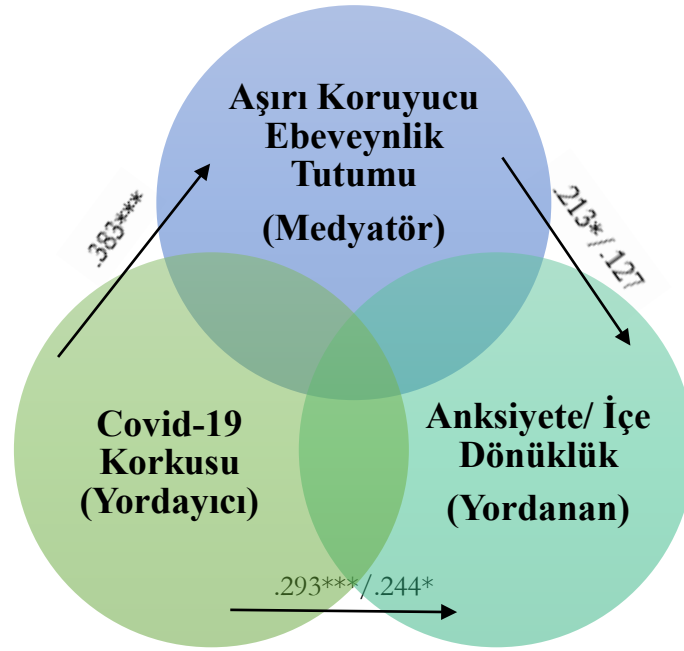 Aşırı Koruyucu
Ebeveynlik
Tutumu
(Medyatör)
.383***
.213*/.127
Covid-19
Korkusu
(Yordayıcı)
Anksiyete/ İçe
Dönüklük
(Yordanan)
.293***/.244*